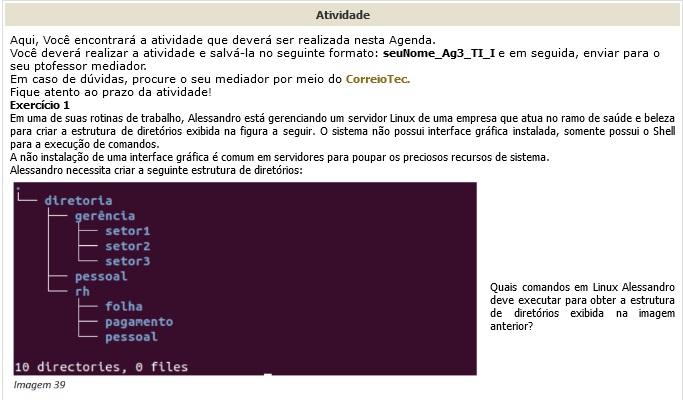 Atividade
Aqui, Você encontrará a atividade que deverá ser realizada nesta Agenda.
Você deverá realizar a atividade e salvá-la no seguinte formato: seuNome_Ag3_TI_I e em seguida, enviar para o
seu ptofessor mediador.
Em caso de dúvidas, procure o seu mediador por meio do CorreioTec.
Fique atento ao prazo da atividade!
Exercício 1
Em uma de suas rotinas de trabalho, Alessandro está gerenciando um servidor Linux de uma empresa que atua no ramo de saúde e beleza
para criar a estrutura de diretórios exibida na figura a seguir. O sistema não possui interface gráfica instalada, somente possui o Shell
para a execução de comandos.
A não instalação de uma interface gráfica é comum em servidores para poupar os preciosos recursos de sistema.
Alessandro necessita criar a seguinte estrutura de diretórios:
.
└── diretoria
    ├── gerência
    │   ├── setor1
    │   ├── setor2
    │   └── setor3
    ├── pessoal
    └── rh
        ├── folha
        ├── pagamento
        └── pessoal
10 directories, 0 files
Imagem 39
Quais comandos em Linux Alessandro
deve executar para obter a estrutura
de diretórios exibida na imagem
anterior?